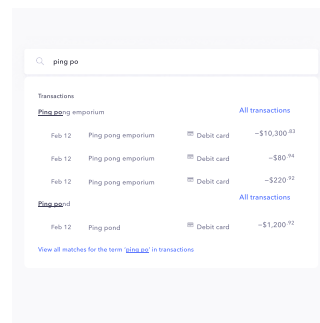 ping po
Transactions
Ping pong emporium All transactions
Feb 12 Ping pong emporium Debit card −$10,300.83
Feb 12 Ping pong emporium Debit card −$80.94
Feb 12 Ping pong emporium Debit card −$220.92
Ping pond All transactions
Feb 12 Ping pond Debit card −$1,200.92
View all matches for the term 'ping po' in transactions